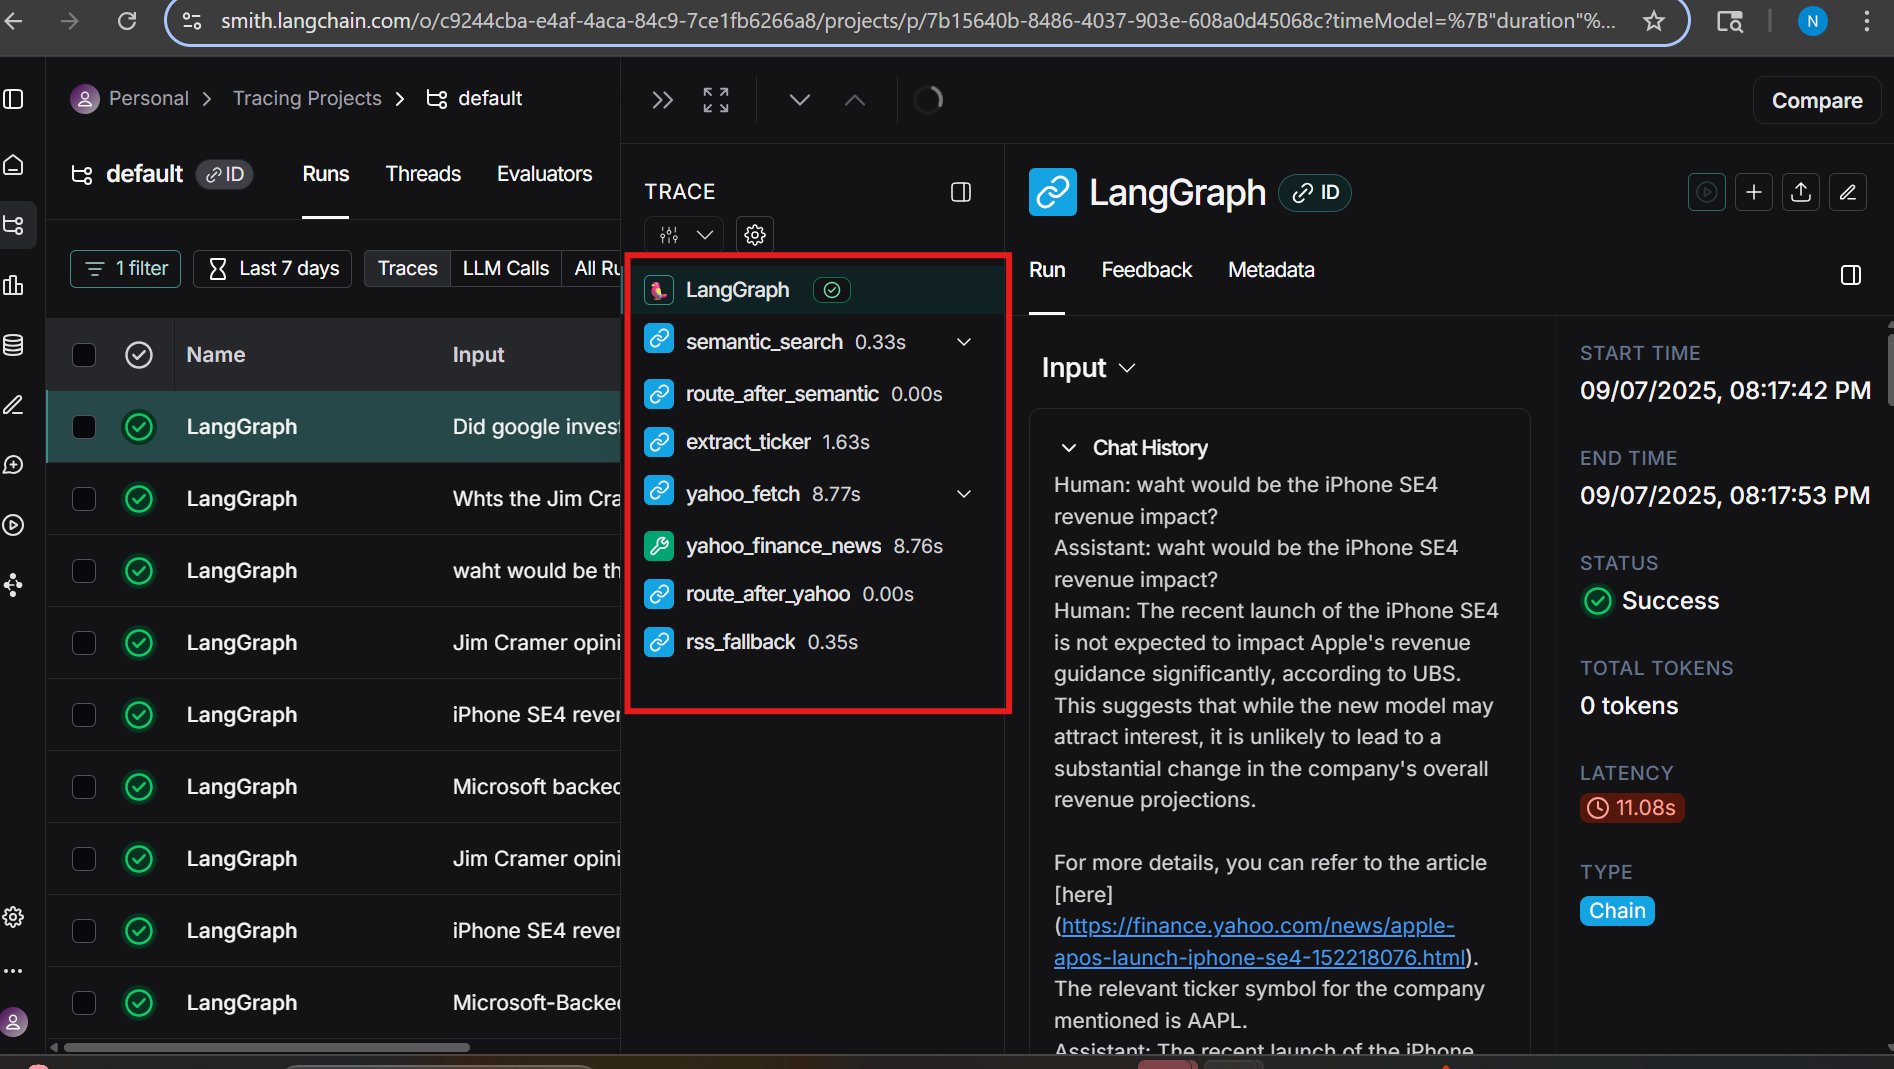 smith.langchain.com/o/c9244cba-e4af-4aca-84c9-7ce1fb6266a8/projects/p/7b15640b-8486-4037-903e-608a0d45068c?timeModel=%7B"duration"%...
N
Personal
Tracing Projects
default
Compare
default
ID
Runs
Threads
Evaluators
1 filter
Last 7 days
Traces
LLM Calls
All Ru
Name
Input
LangGraph
Did google invest
LangGraph
Whts the Jim Cra
LangGraph
waht would be th
LangGraph
Jim Cramer opini
LangGraph
iPhone SE4 rever
LangGraph
Microsoft backed
LangGraph
Jim Cramer opini
LangGraph
iPhone SE4 rever
LangGraph
Microsoft-Backed
TRACE
LangGraph
semantic_search 0.33s
route_after_semantic 0.00s
extract_ticker 1.63s
yahoo_fetch 8.77s
yahoo_finance_news 8.76s
route_after_yahoo 0.00s
rss_fallback 0.35s
LangGraph
ID
Run
Feedback
Metadata
Input
Chat History
Human: waht would be the iPhone SE4
revenue impact?
Assistant: waht would be the iPhone SE4
revenue impact?
Human: The recent launch of the iPhone SE4
is not expected to impact Apple's revenue
guidance significantly, according to UBS.
This suggests that while the new model may
attract interest, it is unlikely to lead to a
substantial change in the company's overall
revenue projections.
For more details, you can refer to the article
[here]
(https://finance.yahoo.com/news/apple-
apos-launch-iphone-se4-152218076.html).
The relevant ticker symbol for the company
mentioned is AAPL.
Assistant: The recent launch of the iPhone
START TIME
09/07/2025, 08:17:42 PM
END TIME
09/07/2025, 08:17:53 PM
STATUS
Success
TOTAL TOKENS
0 tokens
LATENCY
11.08s
TYPE
Chain